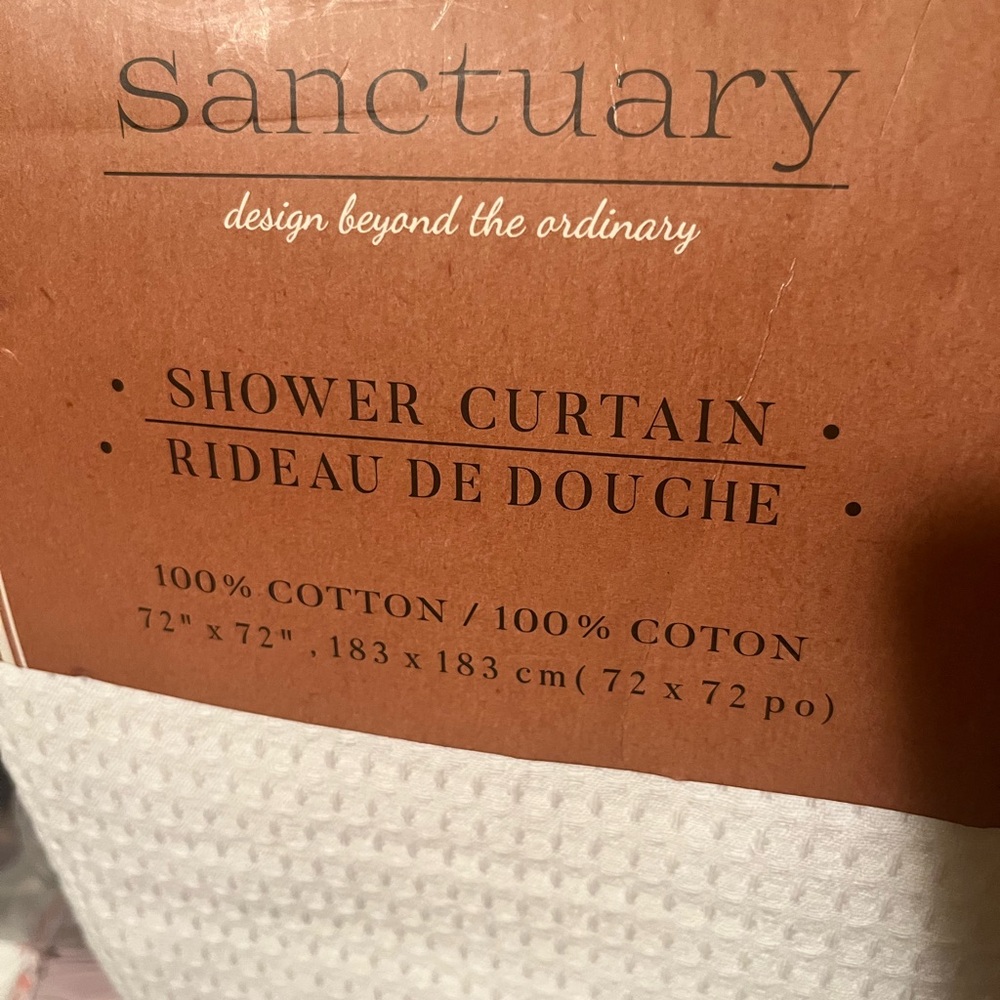 sanctuary
design beyond the ordinary
• SHOWER CURTAIN •
• RIDEAU DE DOUCHE •
100% COTTON / 100% COTON
72" x 72" , 183 x 183 cm( 72 x 72 po)